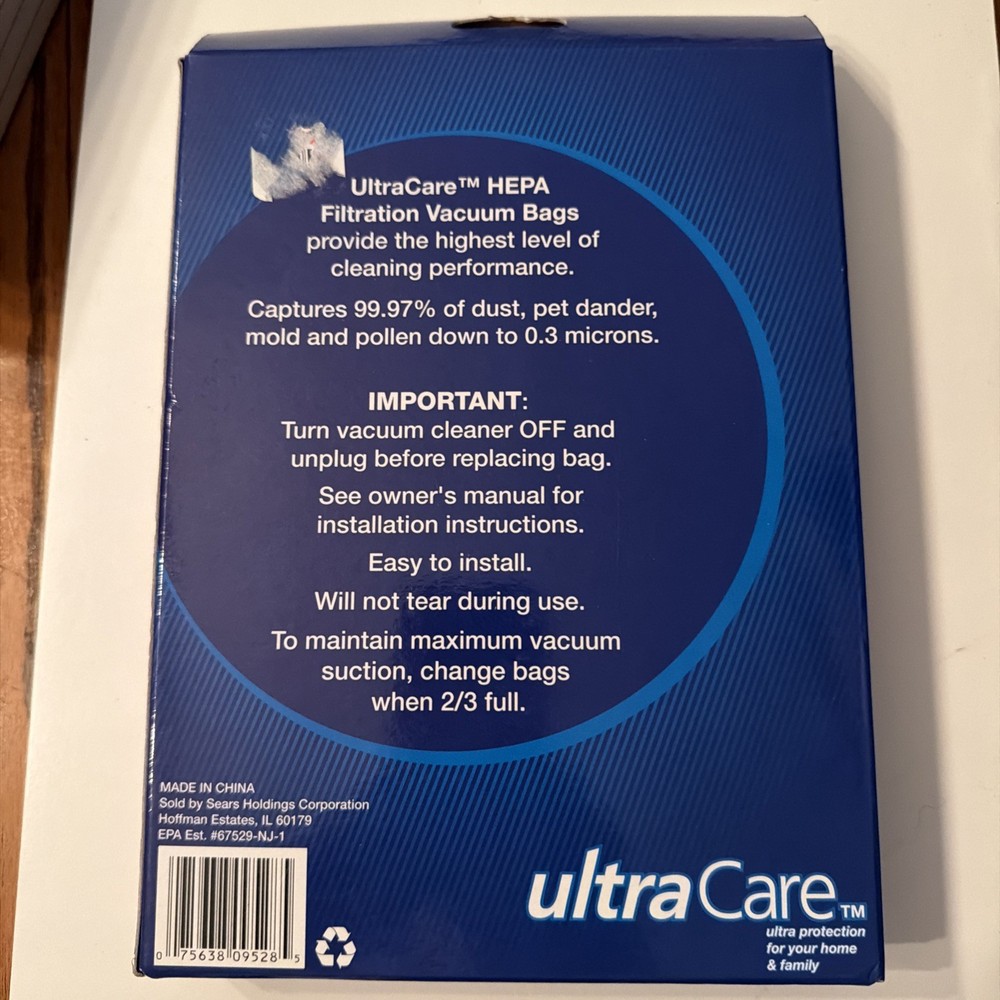 UltraCare™ HEPA
Filtration Vacuum Bags
provide the highest level of
cleaning performance.
Captures 99.97% of dust, pet dander,
mold and pollen down to 0.3 microns.
IMPORTANT:
Turn vacuum cleaner OFF and
unplug before replacing bag.
See owner's manual for
installation instructions.
Easy to install.
Will not tear during use.
To maintain maximum vacuum
suction, change bags
when 2/3 full.
MADE IN CHINA
Sold by Sears Holdings Corporation
Hoffman Estates, IL 60179
EPA Est. #67529-NJ-1
0 75638 09528 5
ultraCare™
ultra protection
for your home
& family